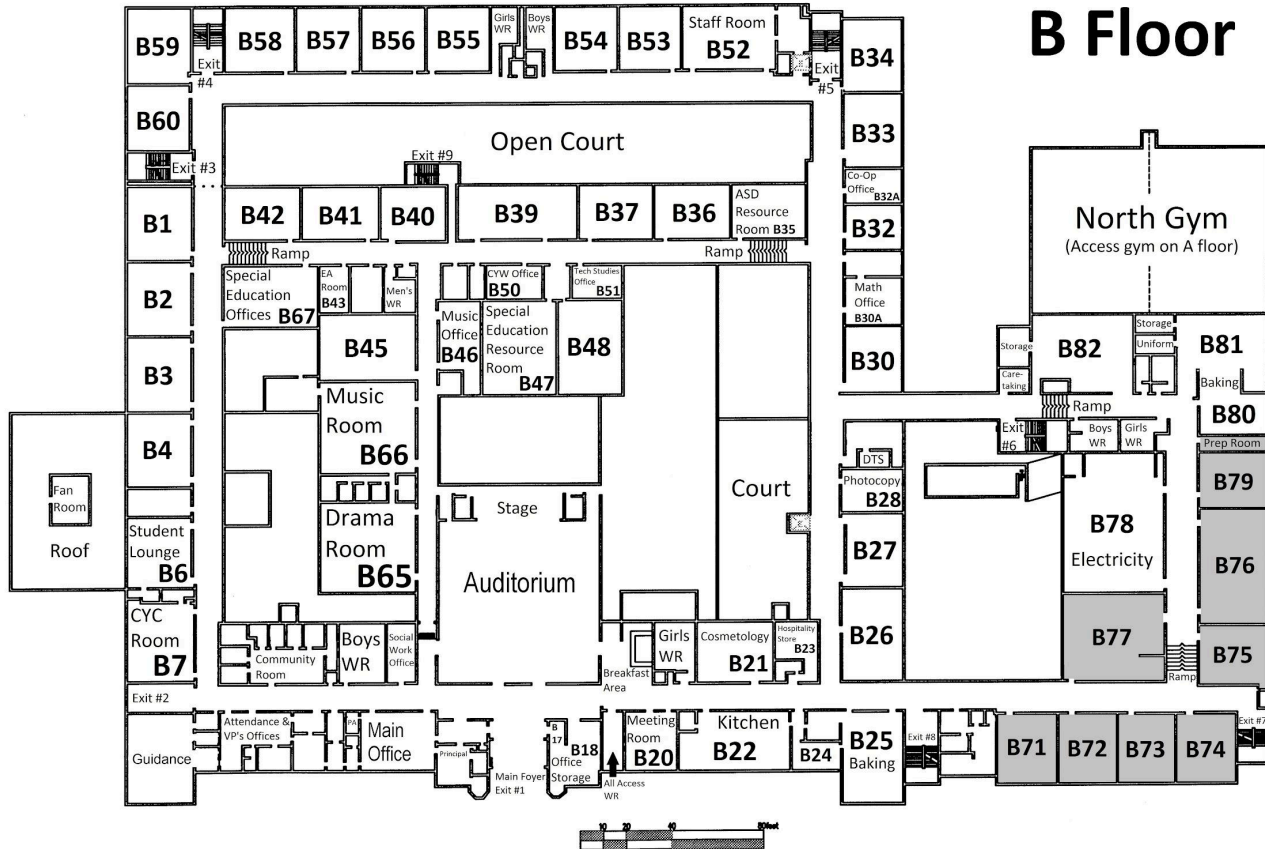 B Floor
B59
Exit
#4
B58
B57
B56
B55
Girls
WR
Boys
WR
B54
B53
Staff Room
B52
Exit
#5
B34
B60
Exit #3
Open Court
Exit #9
B33
Co-Op
Office
B32A
B1
B42
B41
B40
B39
B37
B36
ASD
Resource
Room B35
B32
North Gym
(Access gym on A floor)
Ramp
Ramp
B2
Special
Education
Offices
B67
EA
Room
B43
Men's
WR
CYW Office
B50
Tech Studies
Office
B51
Math
Office
B30A
Music
Office
B46
Special
Education
Resource
Room
B47
B48
B45
B3
B30
Storage
Care-
taking
B82
Storage
Uniform
B81
Baking
B80
Ramp
Music
Room
B66
B4
Exit
#6
Boys
WR
Girls
WR
Prep Room
DTS
Photocopy
B28
B79
Fan
Room
Roof
Student
Lounge
B6
Drama
Room
B65
Stage
Auditorium
Court
B27
B78
Electricity
B76
CYC
Room
B7
Community
Room
Boys
WR
Social
Work
Office
Breakfast
Area
Girls
WR
Cosmetology
B21
Hospitality
Store
B23
B26
B77
B75
Ramp
Exit #2
Guidance
Attendance &
VP's Offices
PA
Main
Office
Principal
Main Foyer
Exit #1
B
17
B18
Office
Storage
All Access
WR
Meeting
Room
B20
Kitchen
B22
B24
B25
Baking
Exit #8
B71
B72
B73
B74
Exit #7
10 20 40 80feet